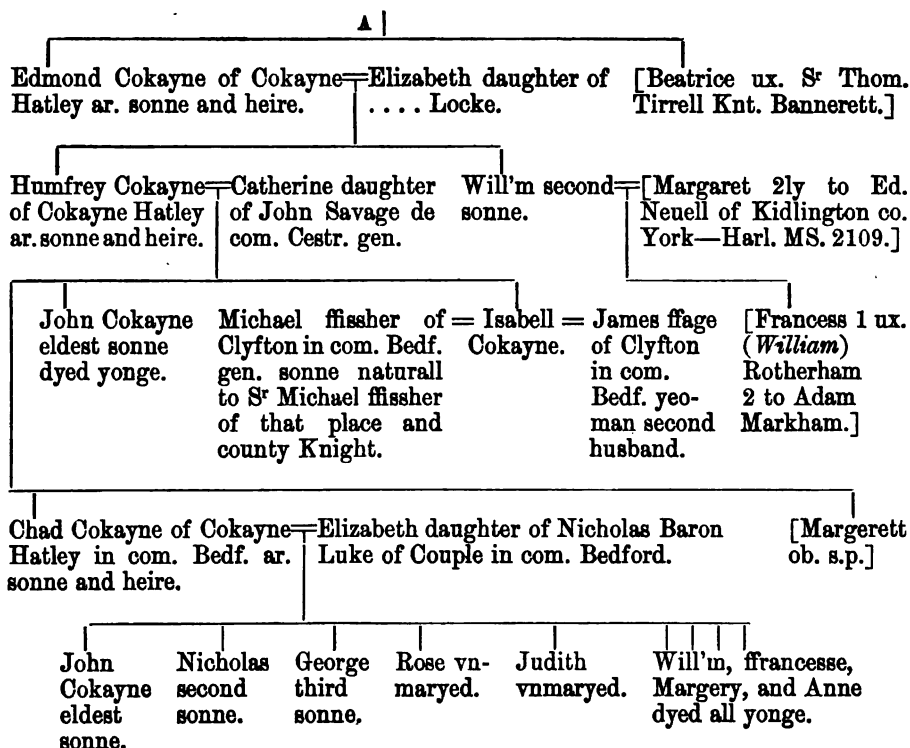 A
Edmond Cokayne of Cokayne
Hatley ar. sonne and heire.
Elizabeth daughter of
. . . . Locke.
[Beatrice ux. Sr Thom.
Tirrell Knt. Bannerett.]
Humfrey Cokayne
of Cokayne Hatley
ar. sonne and heire.
Catherine daughter
of John Savage de
com. Cestr. gen.
Will'm second
sonne.
[Margaret 2ly to Ed.
Neuell of Kidlington co.
York—Harl. MS. 2109.]
John Cokayne
eldest sonne
dyed yonge.
Michael ffissher of
Clyfton in com. Bedf.
gen. sonne naturall
to Sr Michael ffissher
of that place and
county Knight.
= Isabell =
Cokayne.
James ffage
of Clyfton
in com.
Bedf. yeo-
man second
husband.
[Francess 1 ux.
(William)
Rotherham
2 to Adam
Markham.]
Chad Cokayne of Cokayne
Hatley in com. Bedf. ar.
sonne and heire.
Elizabeth daughter of Nicholas Baron
Luke of Couple in com. Bedford.
[Margerett
ob. s.p.]
John
Cokayne
eldest
sonne.
Nicholas
second
sonne.
George
third
sonne.
Rose vn-
maryed.
Judith
vnmaryed.
Will'm, ffrancesse,
Margery, and Anne
dyed all yonge.